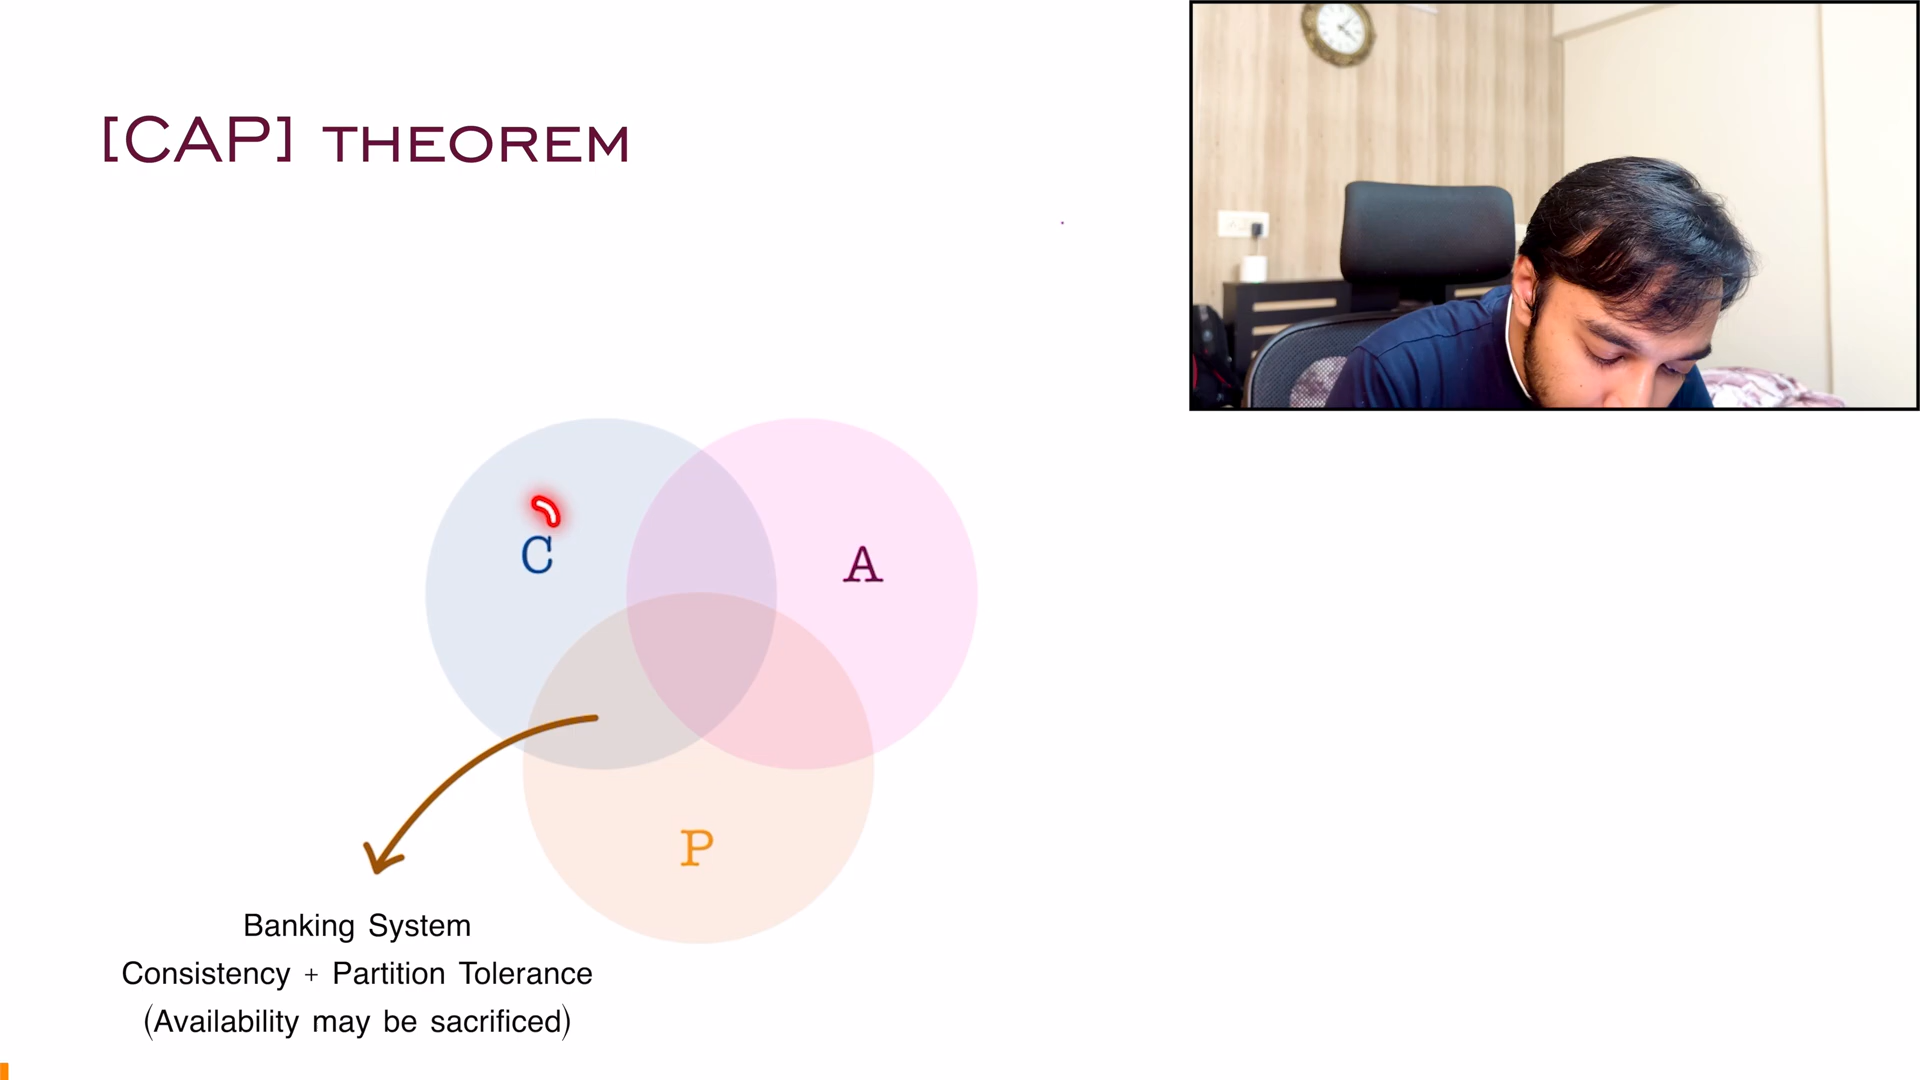 [CAP] THEOREM
C
A
P
Banking System
Consistency + Partition Tolerance
(Availability may be sacrificed)